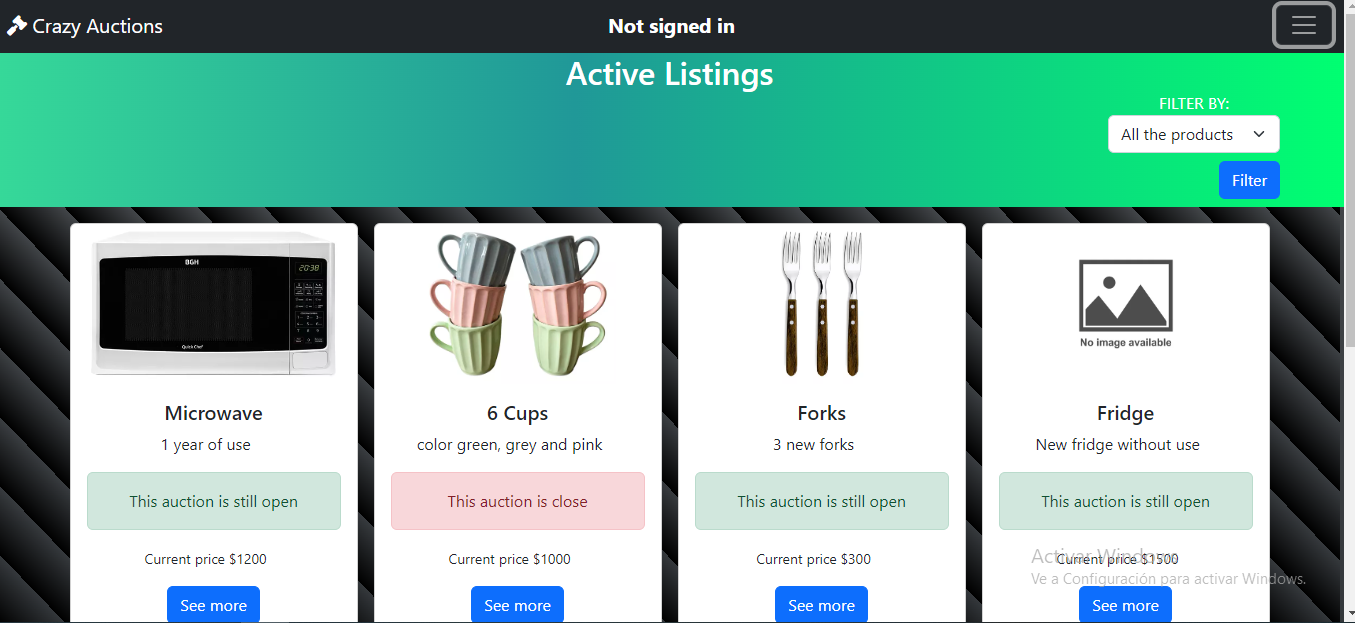 Crazy Auctions
Not signed in
Active Listings
FILTER BY:
All the products
Filter
BGH
20:38
Quick Chef
No image available
Microwave
6 Cups
Forks
Fridge
1 year of use
color green, grey and pink
3 new forks
New fridge without use
This auction is still open
This auction is close
This auction is still open
This auction is still open
Current price $1200
Current price $1000
Current price $300
Current price $1500
Activar Windows
Ve a Configuración para activar Windows.
See more
See more
See more
See more